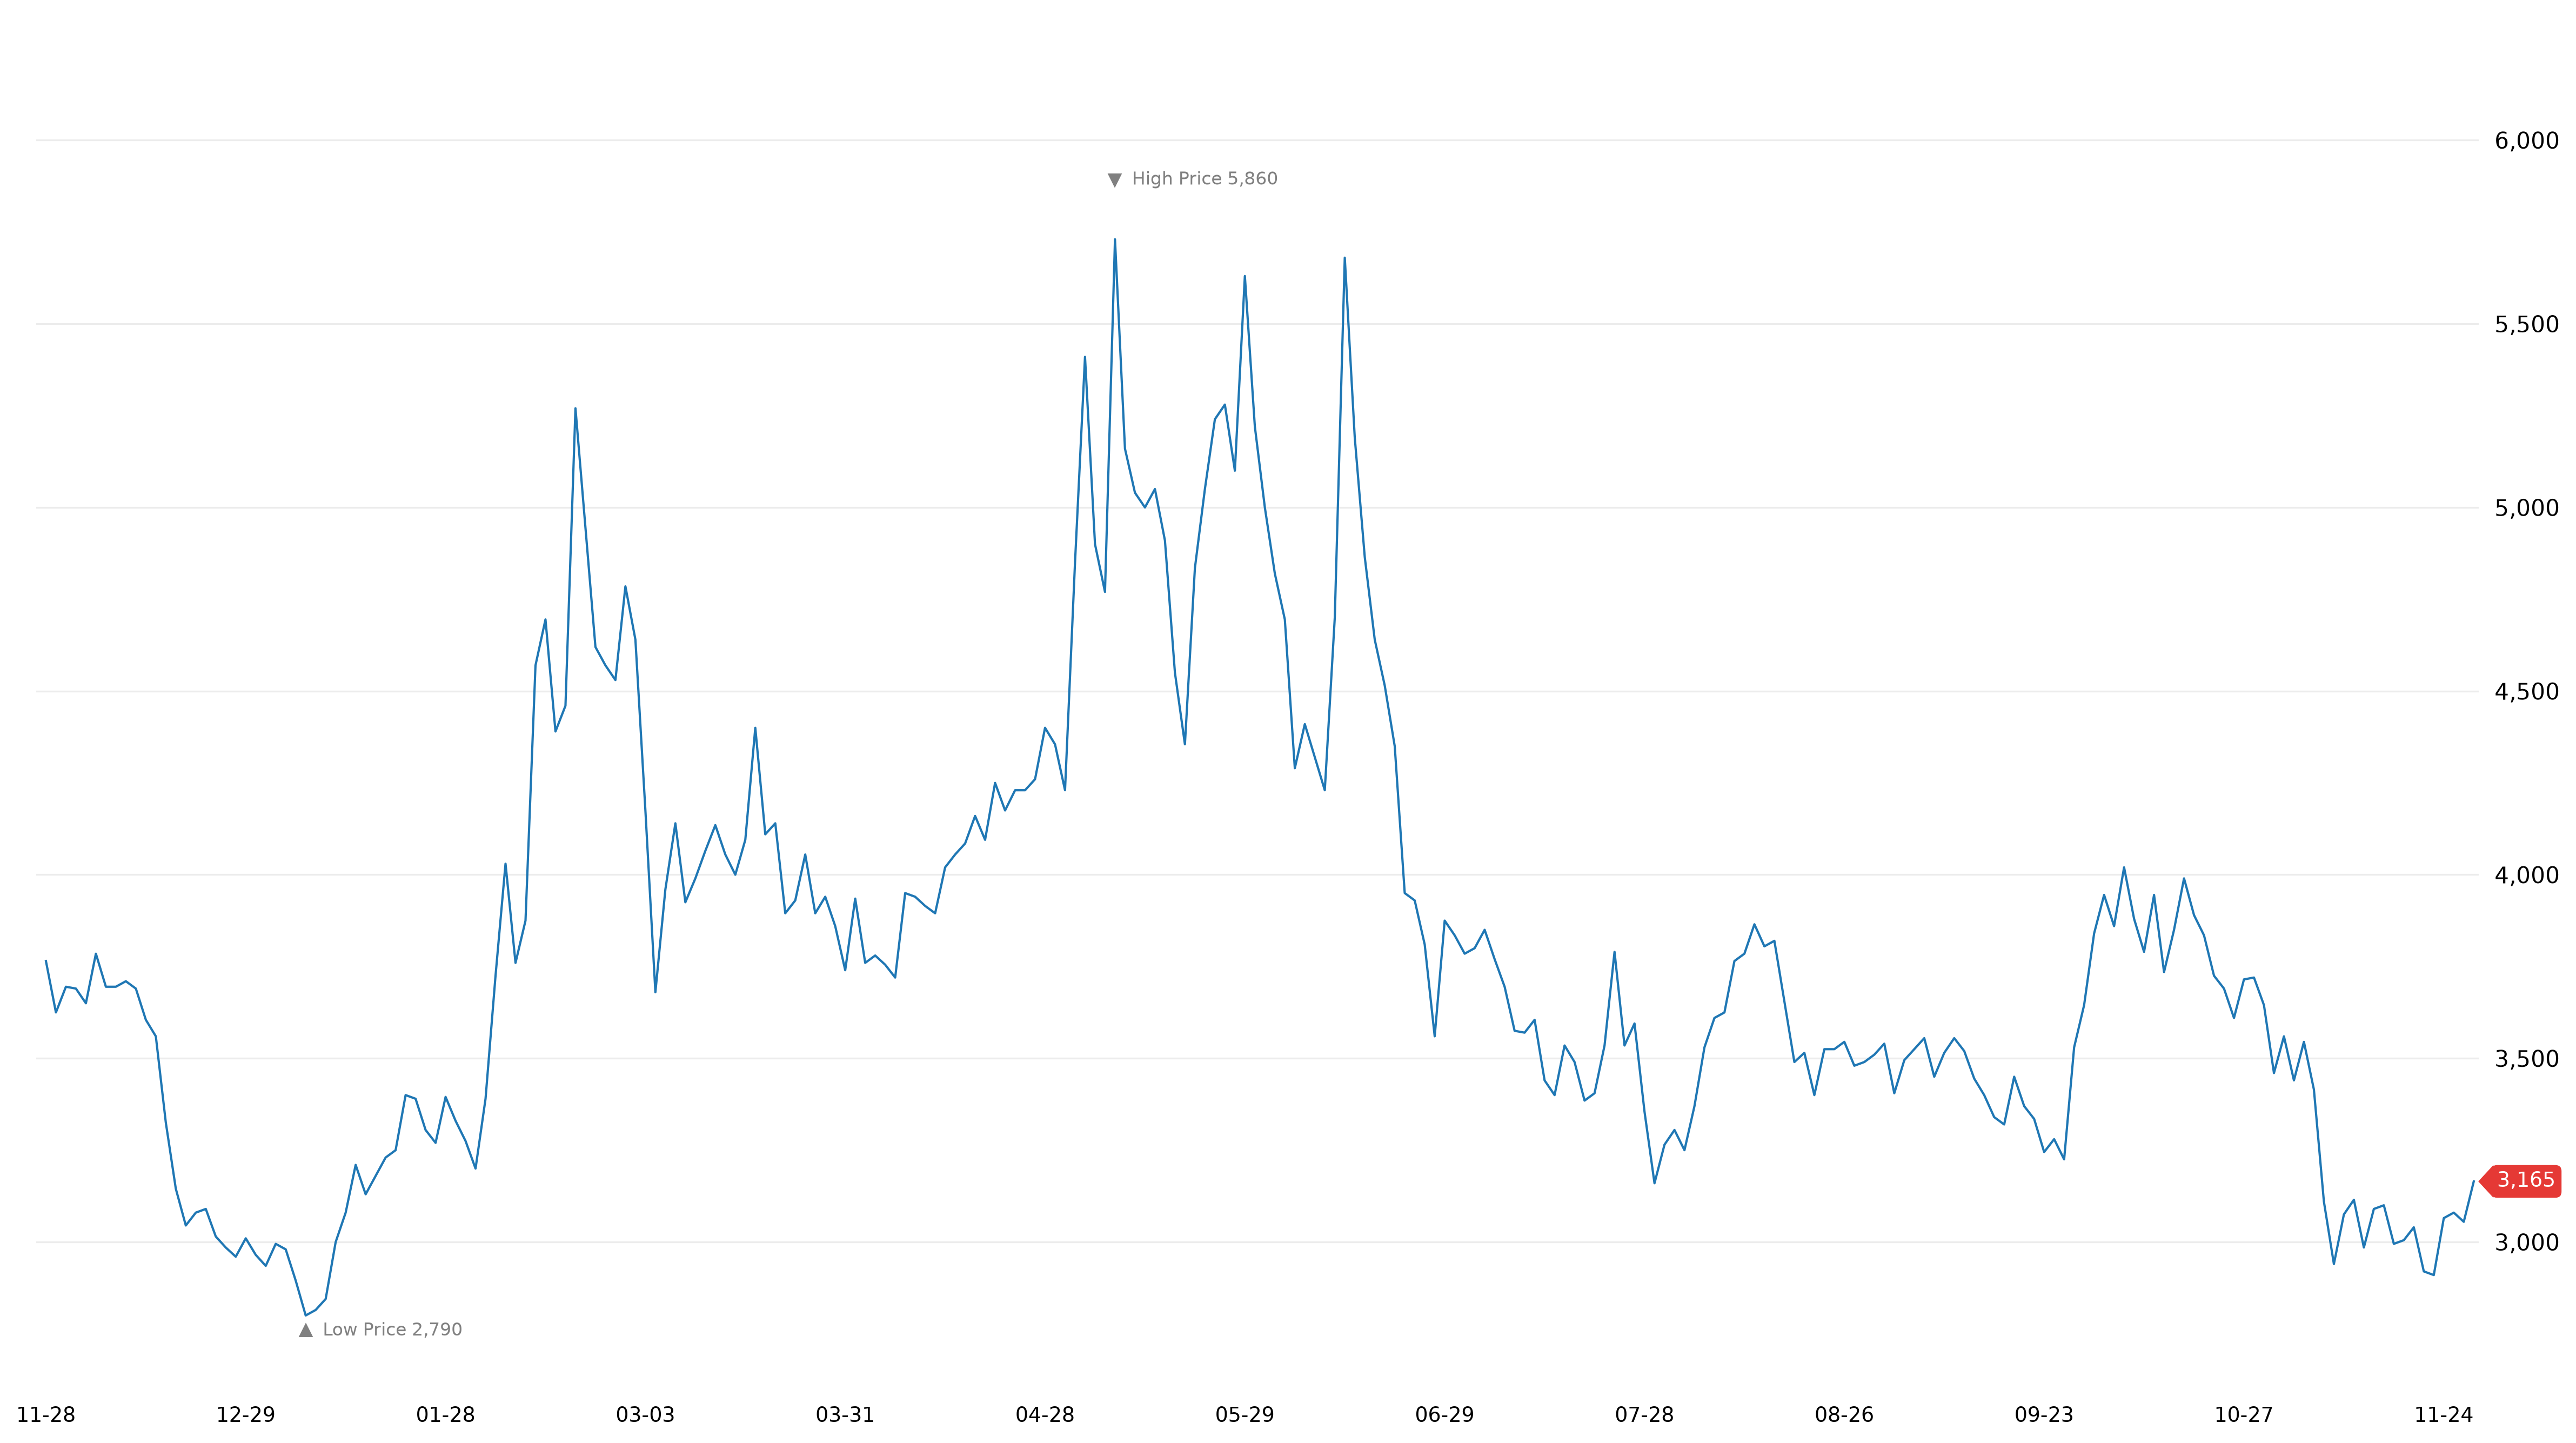 6,000
▼ High Price 5,860
5,500
5,000
4,500
4,000
3,500
3,165
3,000
▲ Low Price 2,790
11-28 12-29 01-28 03-03 03-31 04-28 05-29 06-29 07-28 08-26 09-23 10-27 11-24